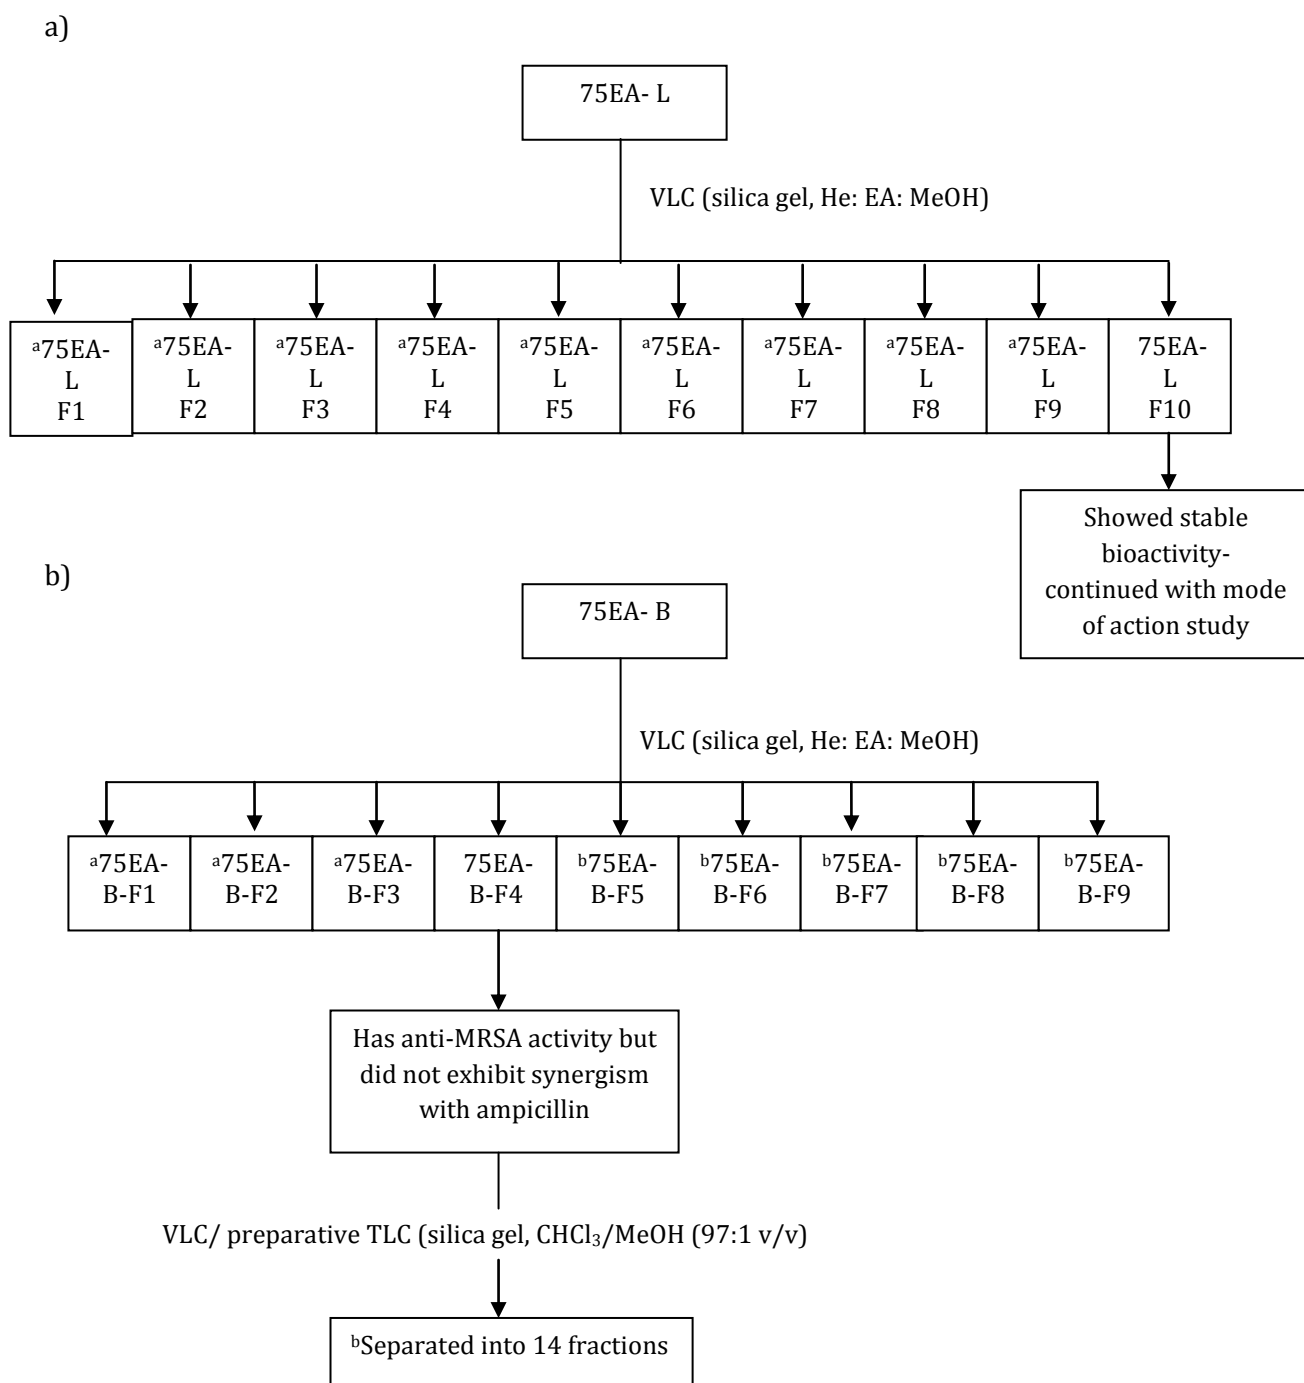 a)
75EA- L
VLC (silica gel, He: EA: MeOH)
ᵃ75EA-
L
F1
ᵃ75EA-
L
F2
ᵃ75EA-
L
F3
ᵃ75EA-
L
F4
ᵃ75EA-
L
F5
ᵃ75EA-
L
F6
ᵃ75EA-
L
F7
ᵃ75EA-
L
F8
ᵃ75EA-
L
F9
75EA-
L
F10
Showed stable
bioactivity-
continued with mode
of action study
b)
75EA- B
VLC (silica gel, He: EA: MeOH)
ᵃ75EA-
B-F1
ᵃ75EA-
B-F2
ᵃ75EA-
B-F3
75EA-
B-F4
ᵇ75EA-
B-F5
ᵇ75EA-
B-F6
ᵇ75EA-
B-F7
ᵇ75EA-
B-F8
ᵇ75EA-
B-F9
Has anti-MRSA activity but
did not exhibit synergism
with ampicillin
VLC/ preparative TLC (silica gel, CHCl₃/MeOH (97:1 v/v)
ᵇSeparated into 14 fractions